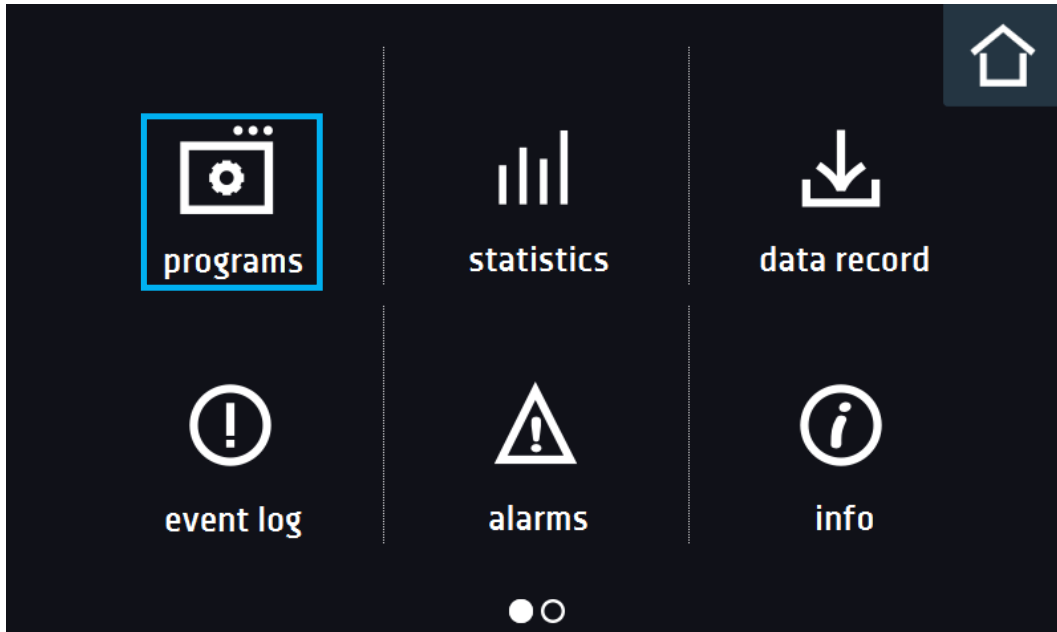 programs
statistics
data record
event log
alarms
info